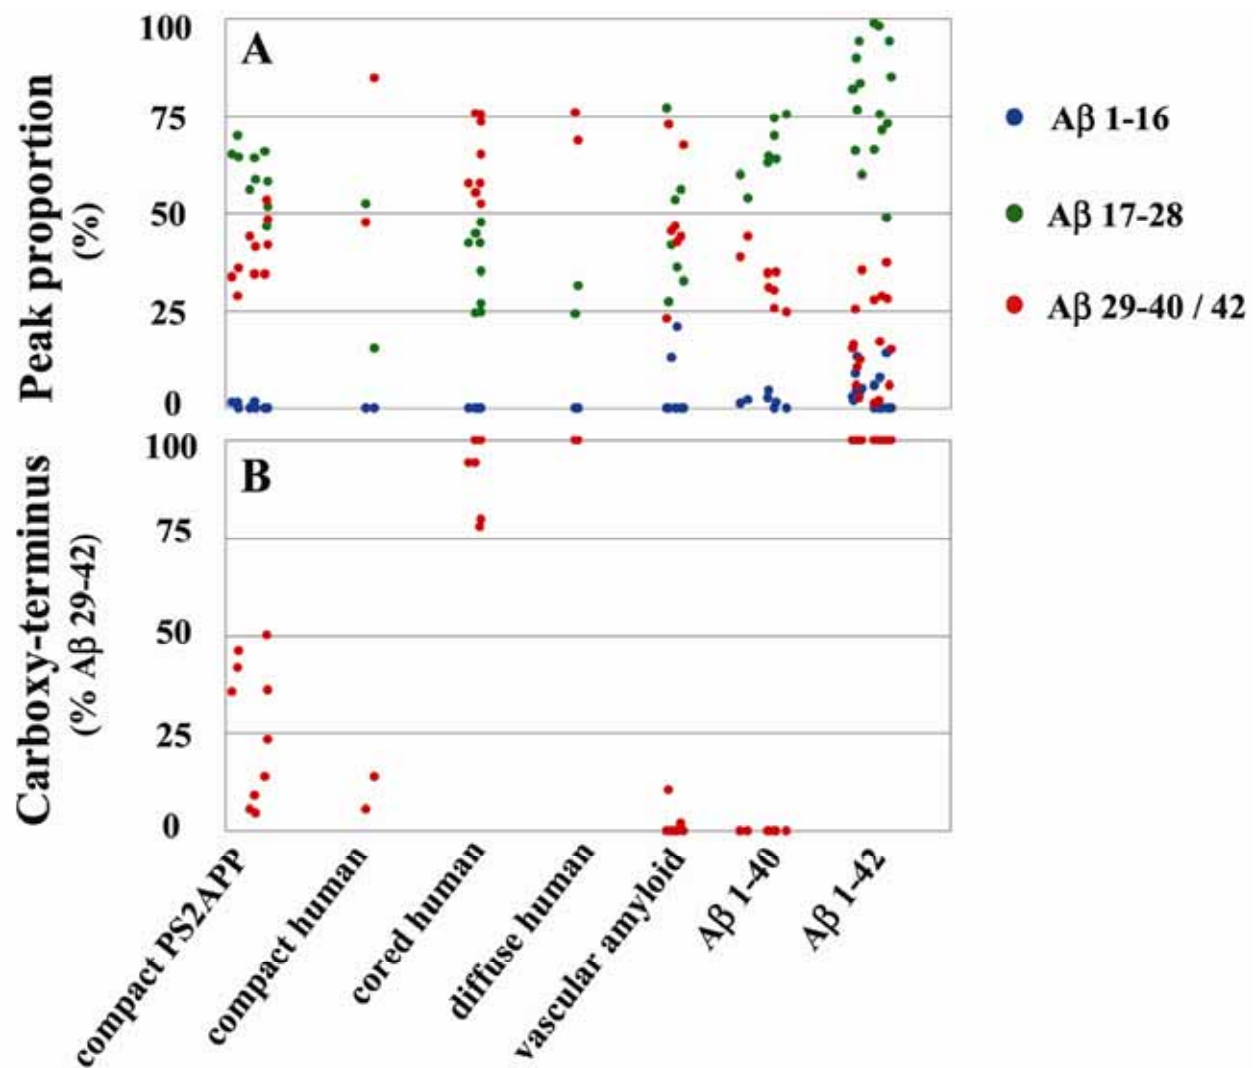 A
Peak proportion
(%)
100
75
50
25
0
Aβ 1-16
Aβ 17-28
Aβ 29-40 / 42
B
Carboxy-terminus
(% Aβ 29-42)
100
75
50
25
0
compact PS2APP
compact human
cored human
diffuse human
vascular amyloid
Aβ 1-40
Aβ 1-42